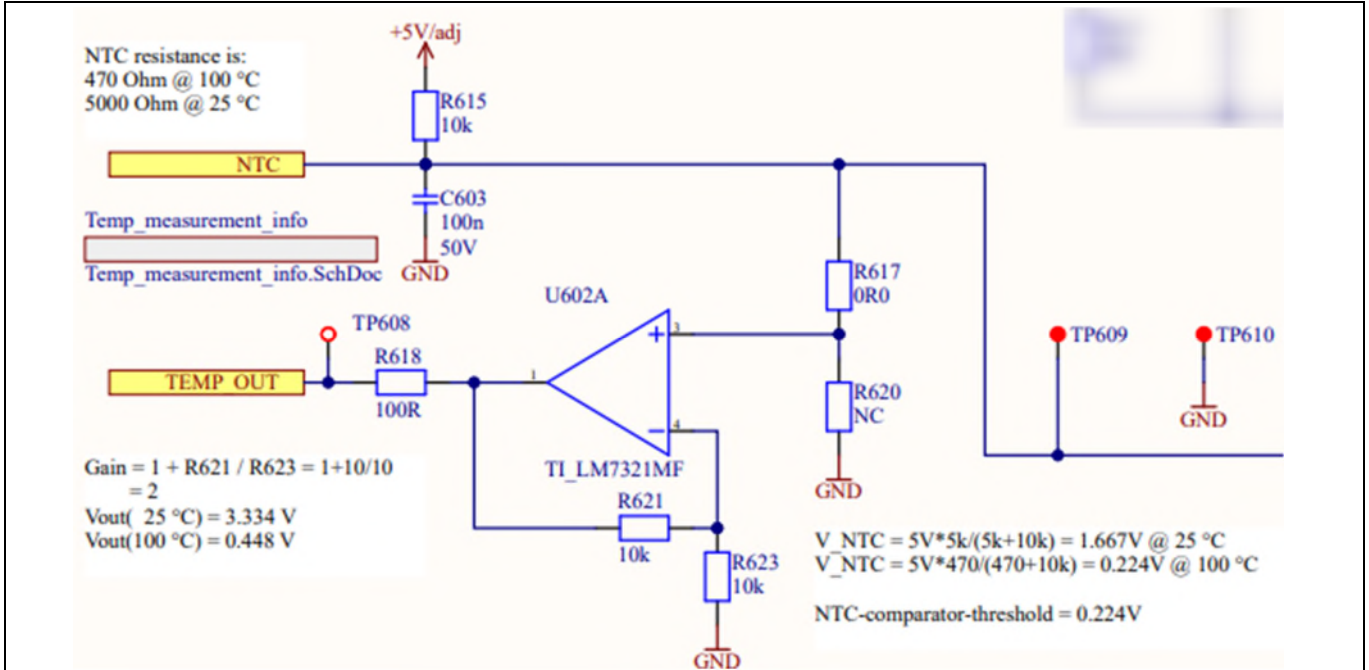 +5V/adj
NTC resistance is:
470 Ohm @ 100 °C
5000 Ohm @ 25 °C
R615
10k
NTC
C603
100n
50V
GND
Temp_measurement_info
Temp_measurement_info.SchDoc
R617
0R0
U602A
TP608
+
3
TP609
TP610
R618
TEMP_OUT
1
100R
R620
NC
GND
−
4
Gain = 1 + R621 / R623 = 1+10/10
= 2
Vout( 25 °C) = 3.334 V
Vout(100 °C) = 0.448 V
TI_LM7321MF
GND
R621
10k
R623
10k
GND
V_NTC = 5V*5k/(5k+10k) = 1.667V @ 25 °C
V_NTC = 5V*470/(470+10k) = 0.224V @ 100 °C
NTC-comparator-threshold = 0.224V